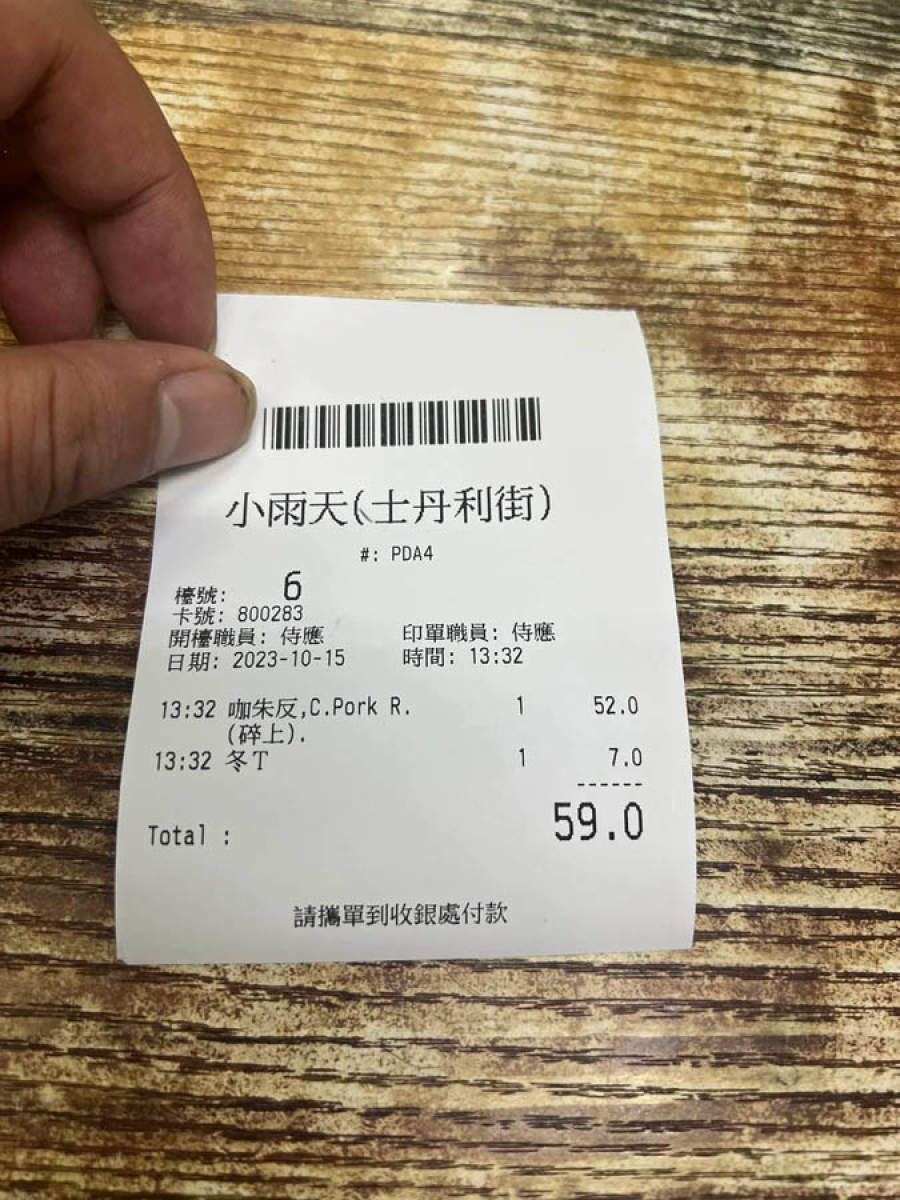 小雨天(士丹利街)
#: PDA4
檯號: 6
卡號: 800283
開檯職員: 侍應 印單職員: 侍應
日期: 2023-10-15 時間: 13:32
13:32 咖朱反,C.Pork R. 1 52.0
(碎上).
13:32 冬T 1 7.0
------
Total : 59.0
請攜單到收銀處付款